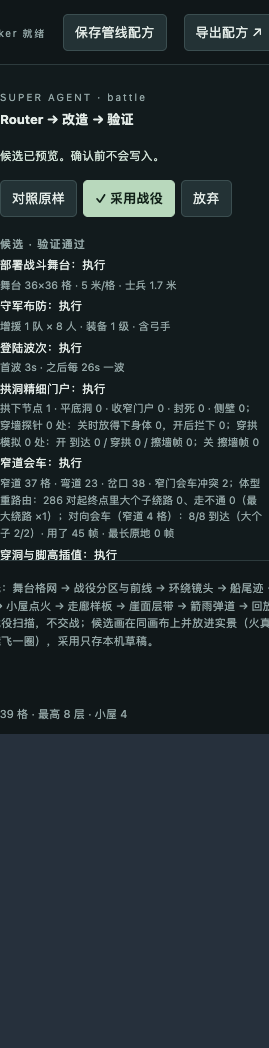 ker 就绪
保存管线配方
导出配方 ↗
SUPER AGENT · battle
Router → 改造 → 验证
候选已预览。确认前不会写入。
对照原样
✓ 采用战役
放弃
候选 · 验证通过
部署战斗舞台：执行
舞台 36×36 格 · 5 米/格 · 士兵 1.7 米
守军布防：执行
增援 1 队 × 8 人 · 装备 1 级 · 含弓手
登陆波次：执行
首波 3s · 之后每 26s 一波
拱洞精细门户：执行
拱下节点 1 · 平底洞 0 · 收窄门户 0 · 封死 0 · 侧壁 0；
穿墙探针 0 处：关时放得下身体 0，开后拦下 0；穿拱
模拟 0 处：开 到达 0 / 穿拱 0 / 擦墙帧 0；关 擦墙帧 0
窄道会车：执行
窄道 37 格 · 弯道 23 · 岔口 38 · 窄门会车冲突 2；体型
重路由：286 对起终点里大个子绕路 0、走不通 0（最
大绕路 ×1）；对向会车（窄道 4 格）：8/8 到达（大个
子 2/2）· 用了 45 帧 · 最长原地 0 帧
穿洞与脚高插值：执行
：舞台格网 → 战役分区与前线 → 环绕镜头 → 船尾迹
→ 小屋点火 → 走廊样板 → 崖面层带 → 箭雨弹道 → 回放
役扫描，不交战；候选画在同画布上并放进实景（火真
飞一圈），采用只存本机草稿。
39 格 · 最高 8 层 · 小屋 4